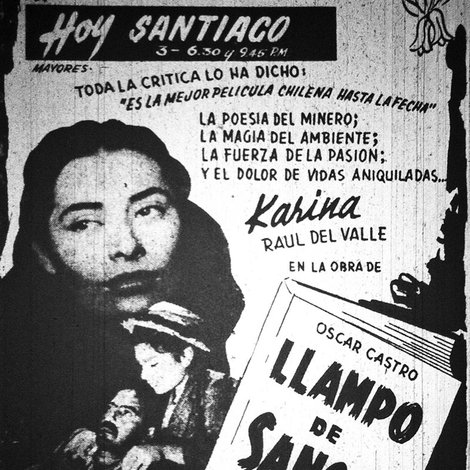 Hoy SANTIAGO
3 - 6.30 y 9.45 P.M
MAYORES.
TODA LA CRITICA LO HA DICHO:
"ES LA MEJOR PELICULA CHILENA HASTA LA FECHA"
LA POESIA DEL MINERO;
LA MAGIA DEL AMBIENTE;
LA FUERZA DE LA PASION;
Y EL DOLOR DE VIDAS ANIQUILADAS...
Karina
RAUL DEL VALLE
EN LA OBRA DE
OSCAR CASTRO
LLAMPO
DE